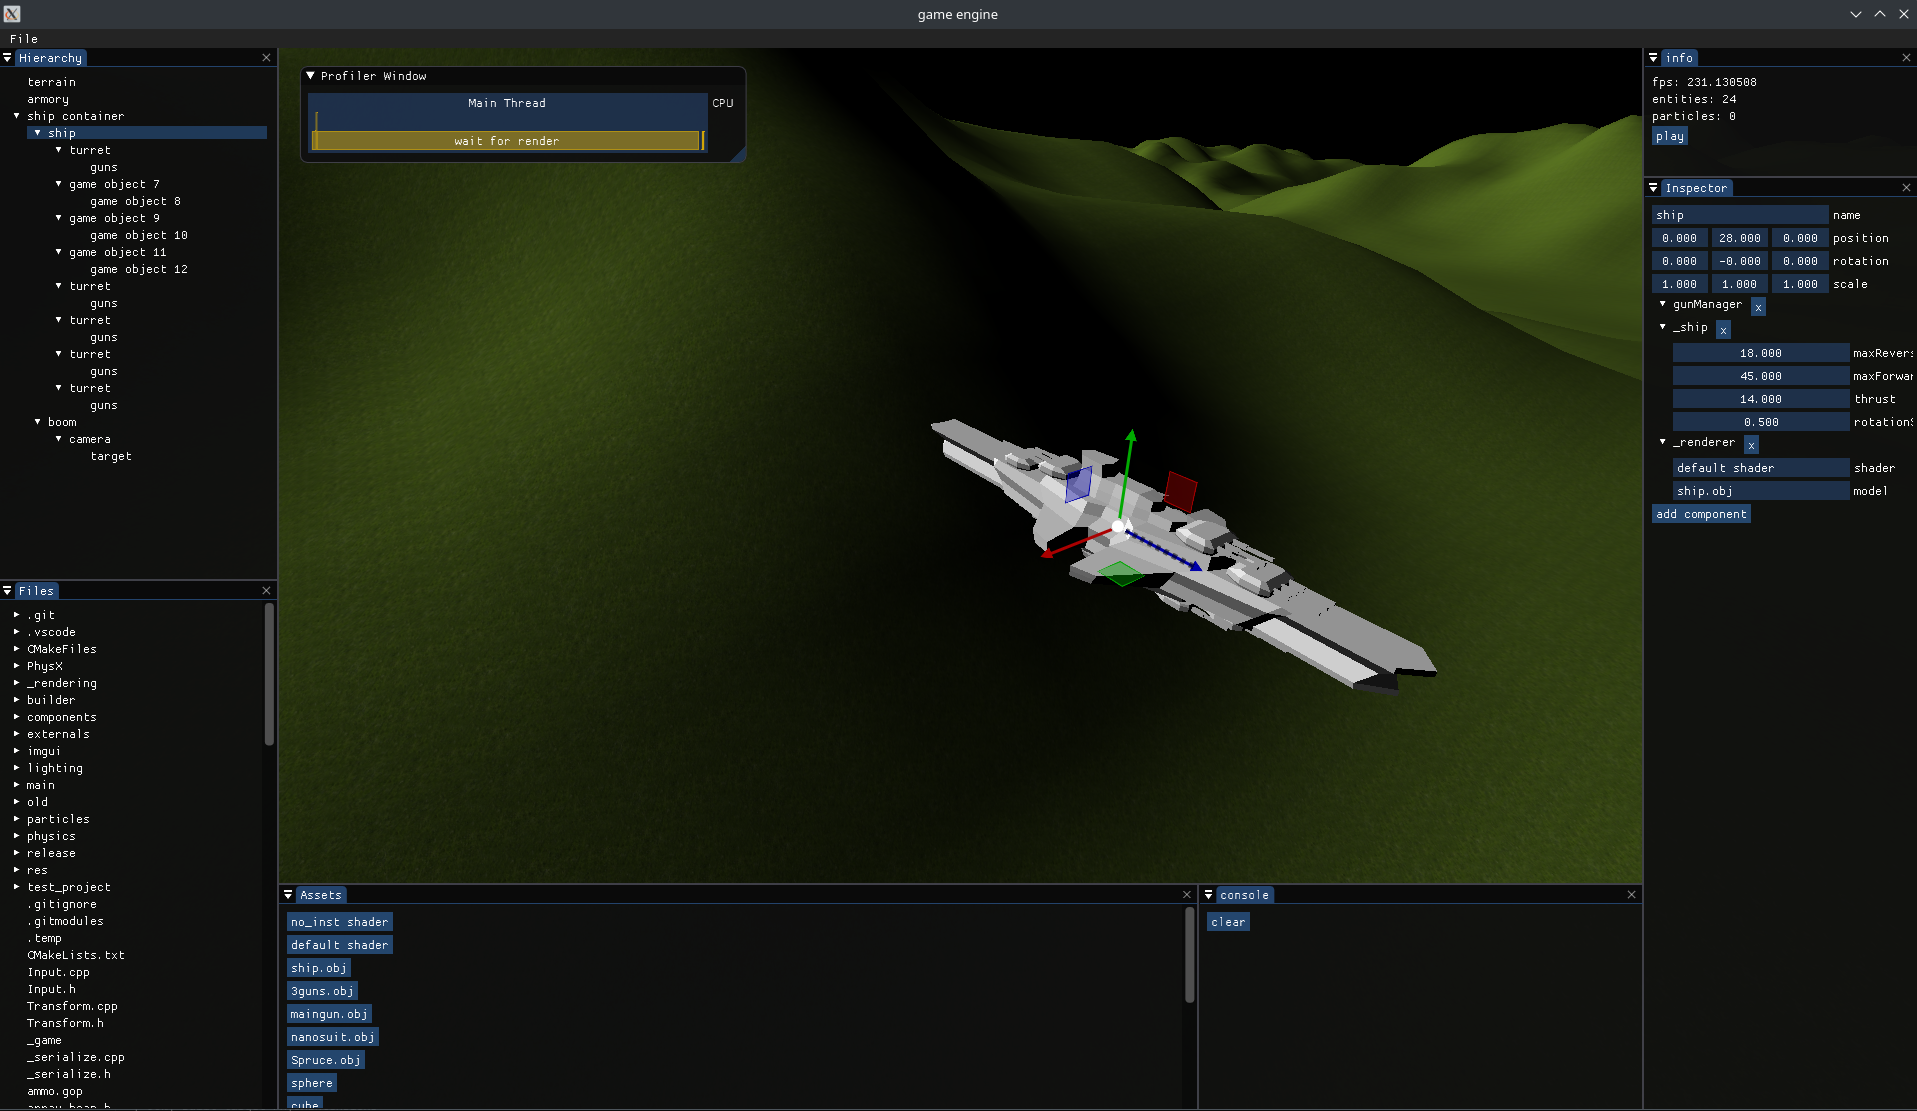 game engine
File
Hierarchy
terrain
armory
ship container
ship
turret
guns
game object 7
game object 8
game object 9
game object 10
game object 11
game object 12
turret
guns
turret
guns
turret
guns
turret
guns
boom
camera
target
Files
.git
.vscode
CMakeFiles
PhysX
_rendering
builder
components
externals
imgui
lighting
main
old
particles
physics
release
res
test_project
.gitignore
.gitmodules
.temp
CMakeLists.txt
Input.cpp
Input.h
Transform.cpp
Transform.h
_game
_serialize.cpp
_serialize.h
ammo.gop
Profiler Window
Main Thread
CPU
wait for render
Assets
no_inst shader
default shader
ship.obj
3guns.obj
maingun.obj
nanosuit.obj
Spruce.obj
sphere
cube
console
clear
info
fps: 231.130508
entities: 24
particles: 0
play
Inspector
ship name
0.000 28.000 0.000 position
0.000 -0.000 0.000 rotation
1.000 1.000 1.000 scale
gunManager x
_ship x
18.000 maxRevers
45.000 maxForwar
14.000 thrust
0.500 rotationS
_renderer x
default shader shader
ship.obj model
add component